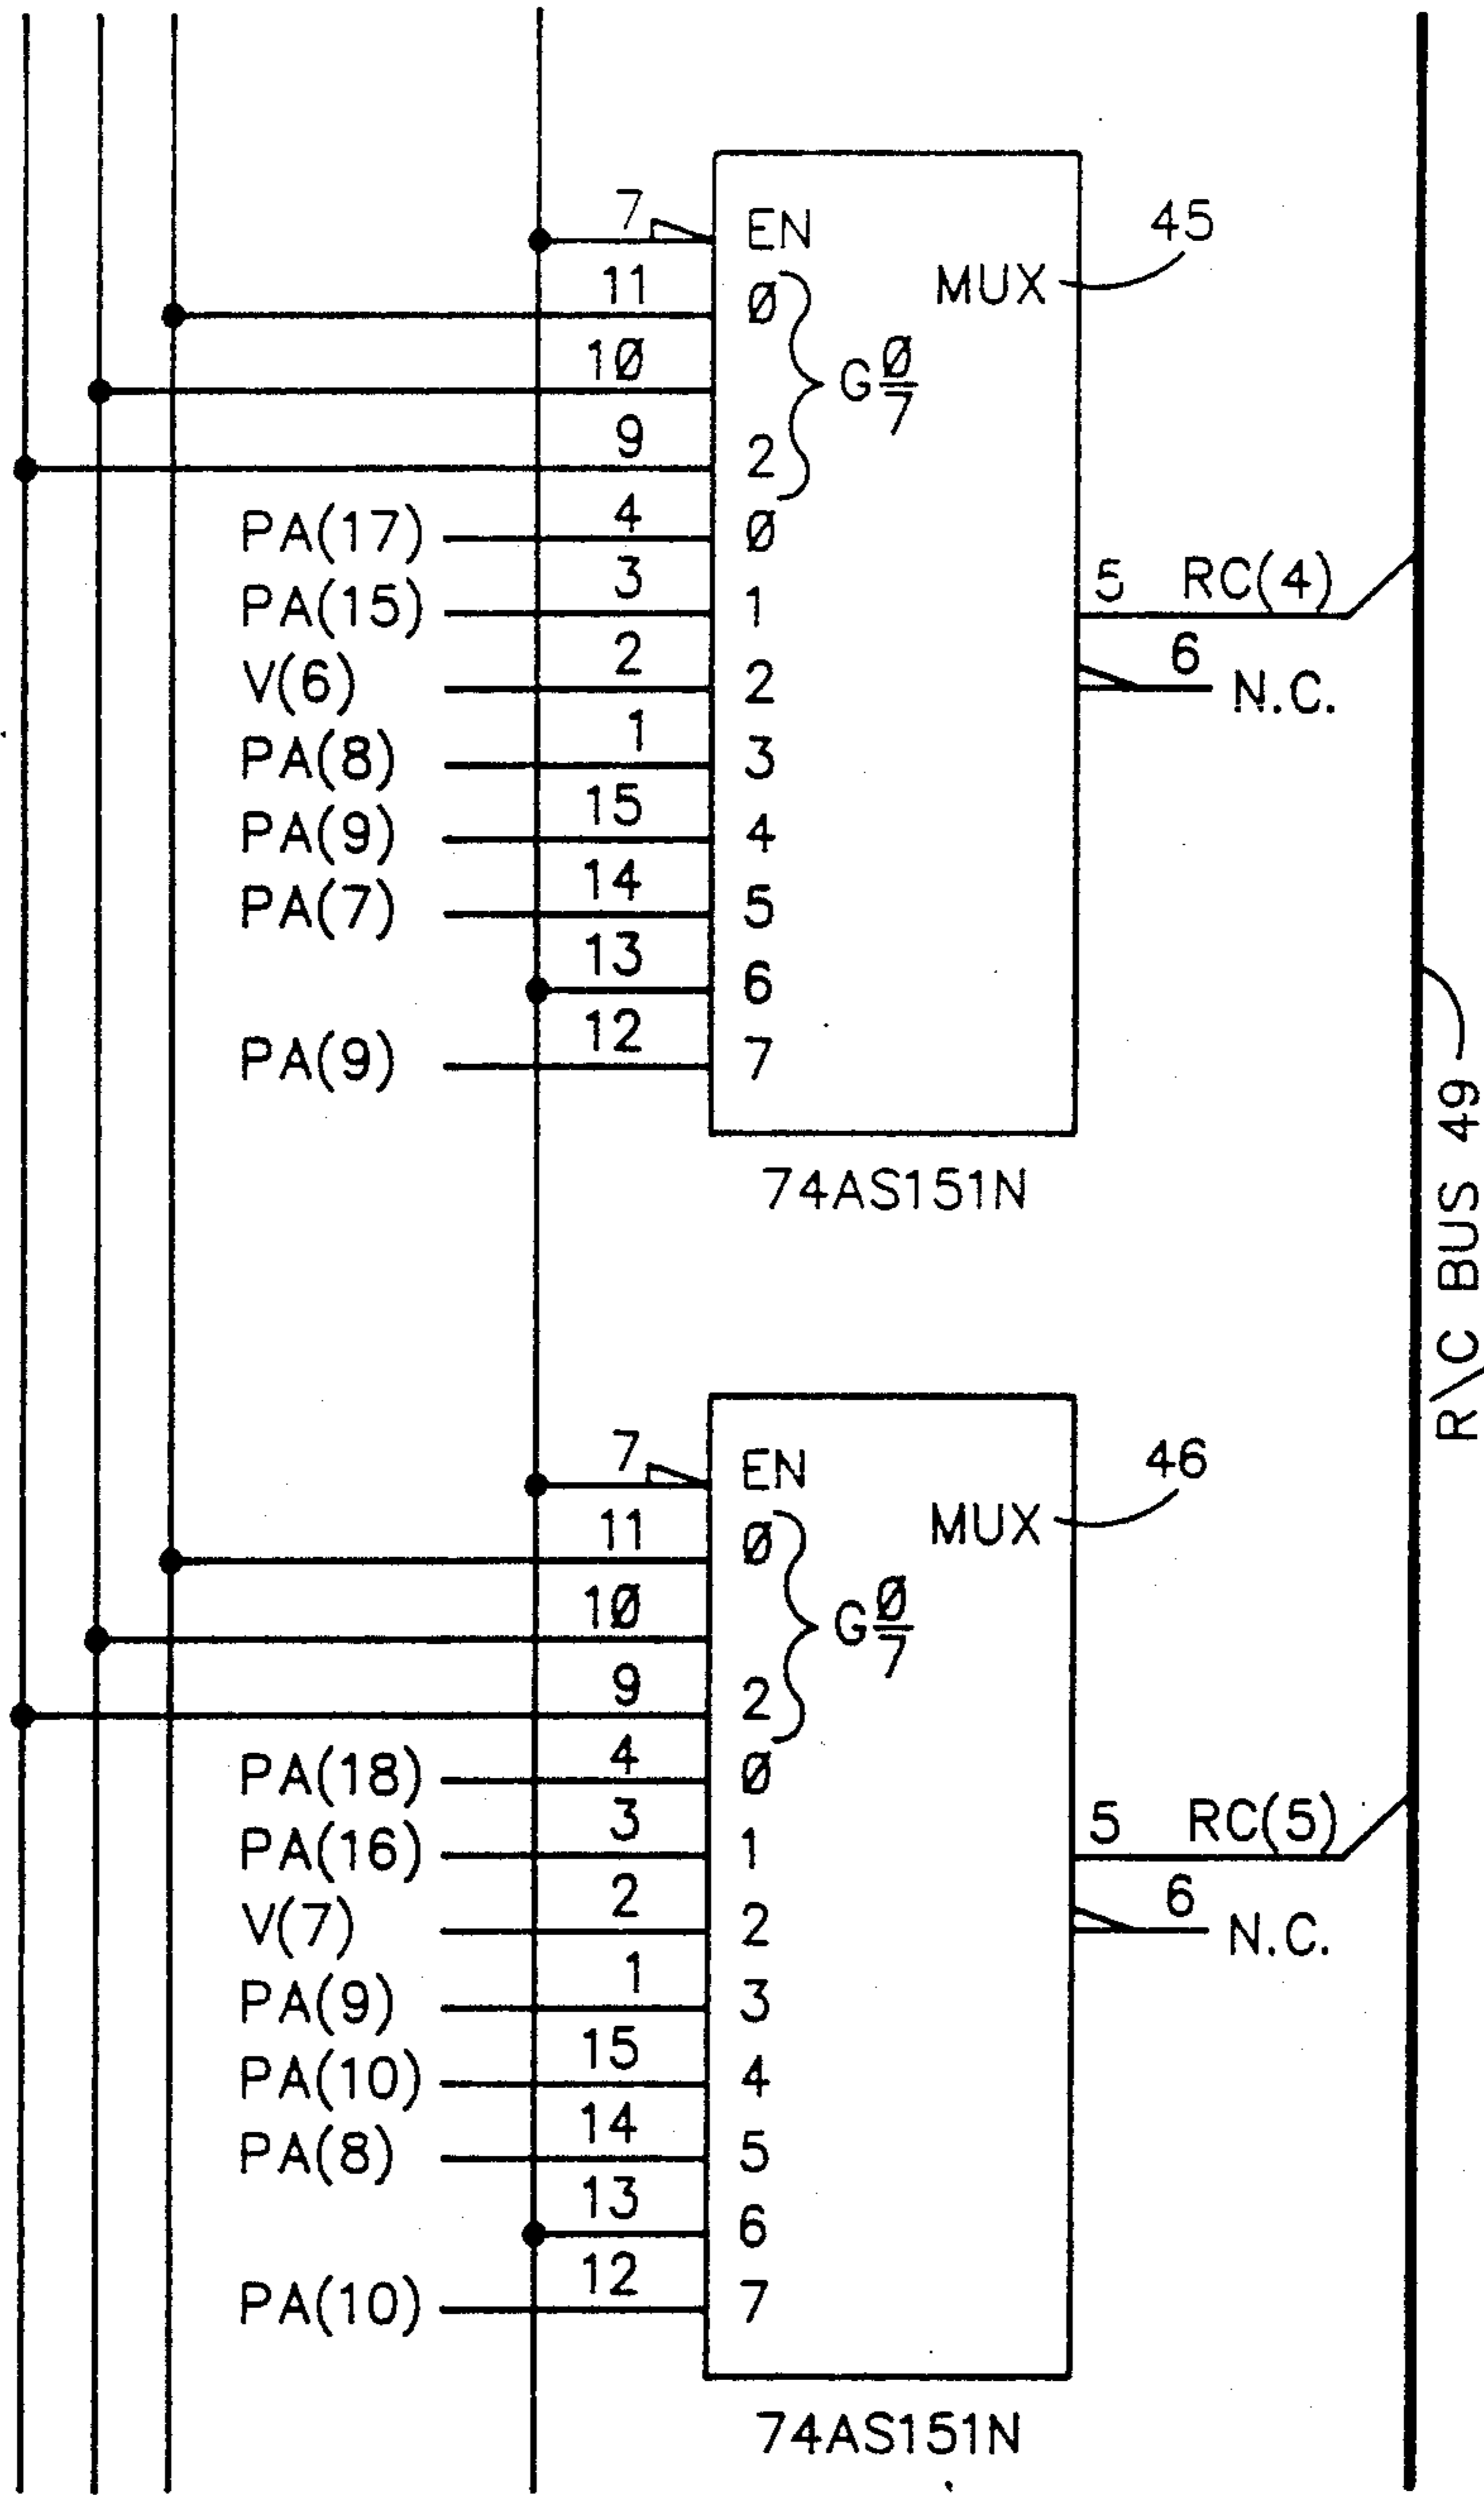 7 EN
MUX 45
11 Ø
10 GØ/7
9 2
PA(17) 4 Ø
PA(15) 3 1
5 RC(4)
V(6) 2 2
6 N.C.
PA(8) 1 3
PA(9) 15 4
PA(7) 14 5
13 6
PA(9) 12 7
74AS151N
R\C BUS 49
7 EN
MUX 46
11 Ø
1Ø GØ/7
9 2
PA(18) 4 Ø
PA(16) 3 1
5 RC(5)
V(7) 2 2
6 N.C.
PA(9) 1 3
PA(10) 15 4
PA(8) 14 5
13 6
PA(10) 12 7
74AS151N